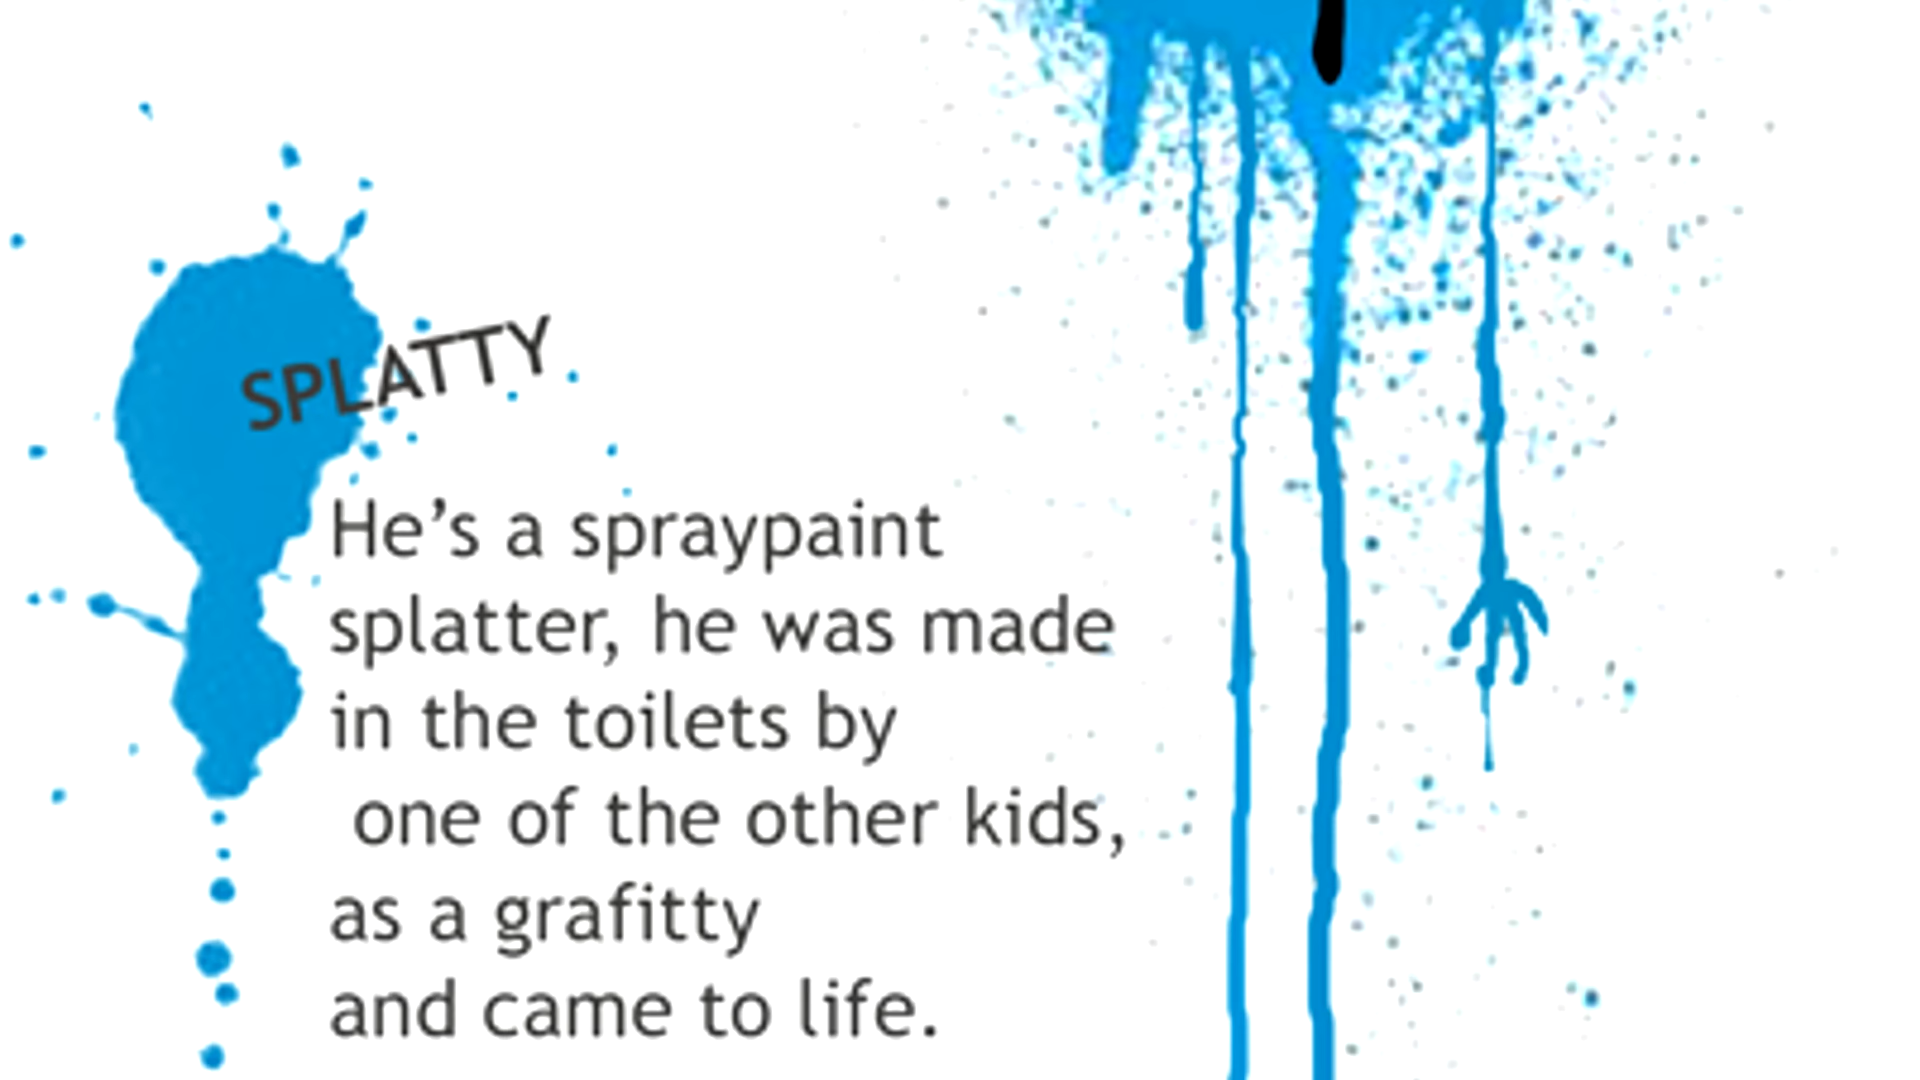 SPLATTY
He’s a spraypaint
splatter, he was made
in the toilets by
one of the other kids,
as a grafitty
and came to life.